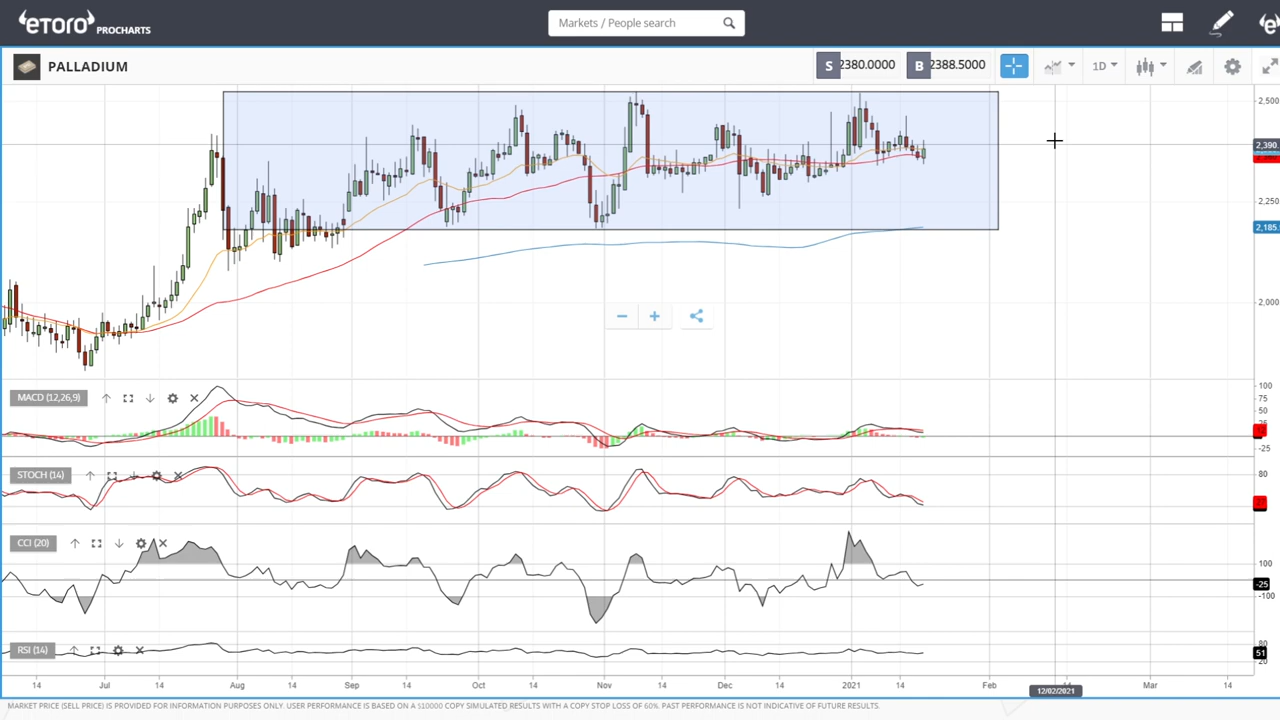 eToro PROCHARTS
Markets / People search
PALLADIUM
S 2380.0000 B 2388.5000
1D
2,500
2,390
2,250
2,185.
2,000
MACD (12,26,9)
100
75
50
-25
STOCH (14)
80
CCI (20)
100
-25
-100
RSI (14)
80
51
20
14 Jul 14 Aug 14 Sep 14 Oct 14 Nov 14 Dec 14 2021 14 Feb 14 Mar 14
12/02/2021
MARKET PRICE (SELL PRICE) IS PROVIDED FOR INFORMATION PURPOSES ONLY. USER PERFORMANCE IS BASED ON A $10000 COPY SIMULATED RESULTS WITH A COPY STOP LOSS OF 60%. PAST PERFORMANCE IS NOT INDICATIVE OF FUTURE RESULTS.